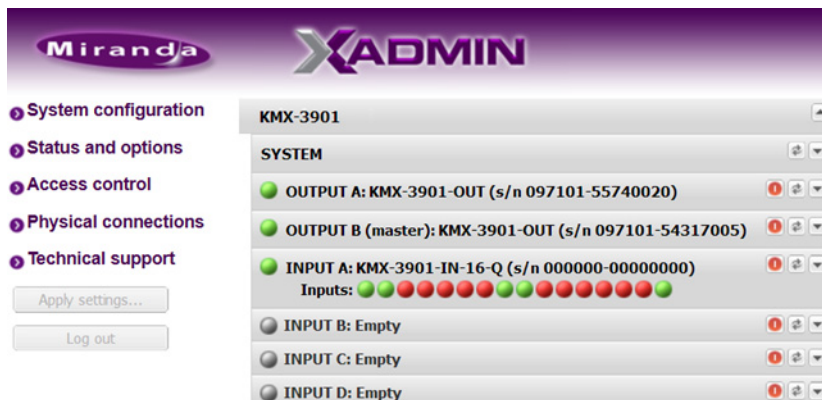 Miranda
XADMIN
System configuration
Status and options
Access control
Physical connections
Technical support
Apply settings...
Log out
KMX-3901
SYSTEM
OUTPUT A: KMX-3901-OUT (s/n 097101-55740020)
OUTPUT B (master): KMX-3901-OUT (s/n 097101-54317005)
INPUT A: KMX-3901-IN-16-Q (s/n 000000-00000000)
Inputs:
INPUT B: Empty
INPUT C: Empty
INPUT D: Empty